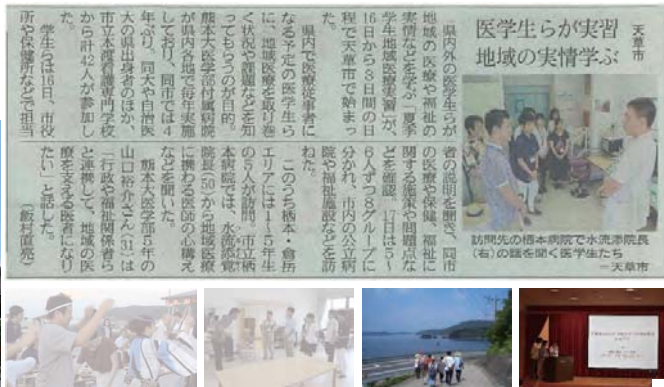 天草市
医学生らが実習
地域の実情学ぶ
県内外の医学生らが
地域の医療や福祉の
実情などを学ぶ「夏季
学生地域医療実習」が、
16日から3日間の日
程で天草市で始まっ
た。
県内で医療従事者に
なる予定の医学生ら
に、地域医療を取り巻
く状況や課題などを知
ってもらうのが目的。
熊本大医学部付属病院
が県内各地で毎年実施
しており、同市では4
年ぶり。同大や自治医
大の県出身者のほか、
市立本渡看護専門学校
から計42人が参加し
た。
学生らは16日、市役
所や保健所などで担当
者の説明を聞き、同市
の医療や保健、福祉に
関する施策や問題点な
どを確認。17日は5~
6人ずつ8グループに
分かれ、市内の公立病
院や福祉施設などを訪
ねた。
このうち栖本・倉岳
エリアには1~5年生
の5人が訪問。市立栖
本病院では、水流添覚
院長(50)から地域医療
に携わる医師の心構え
などを聞いた。
熊本大医学部5年の
山口裕介さん(31)は
「行政や福祉関係者ら
と連携して、地域の医
療を支える医者になり
たい」と話した。
(飯村直亮)
訪問先の栖本病院で水流添院長
(右)の話を聞く医学生たち
=天草市